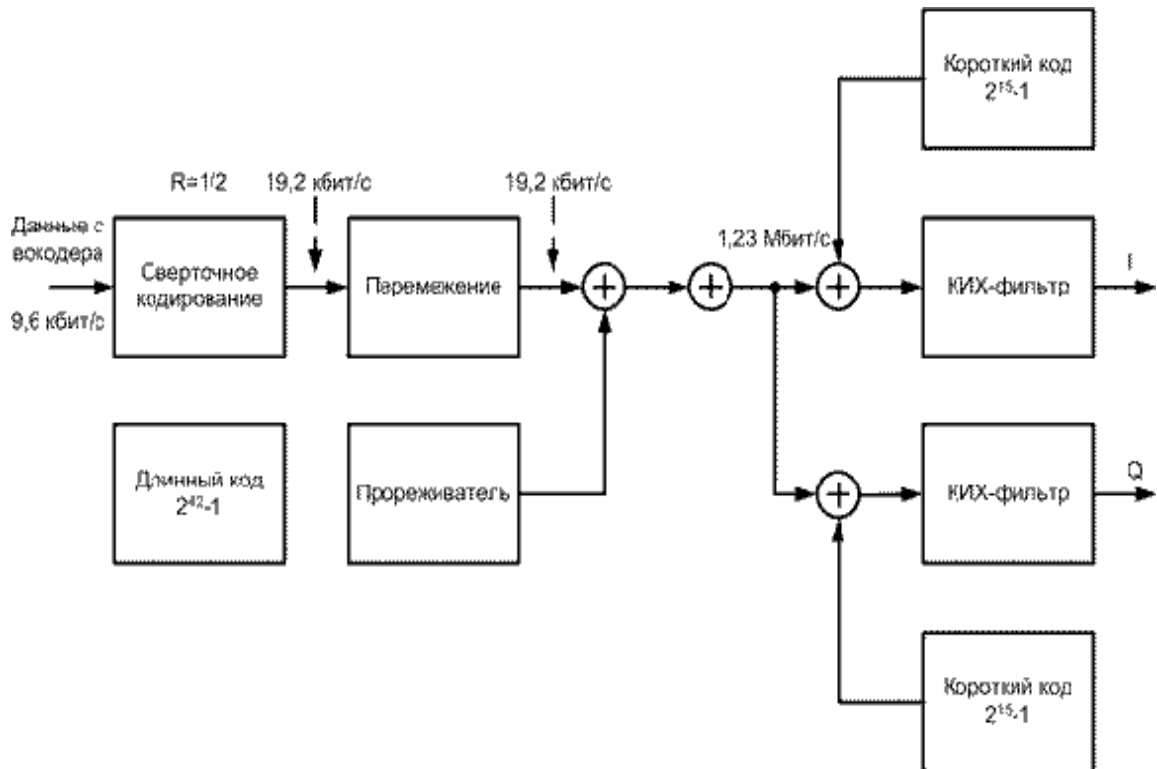 Короткий код
2¹⁵-1
R=1/2
19,2 кбит/с
19,2 кбит/с
Данные с
вокодера
9,6 кбит/с
Сверточное
кодирование
Перемежение
1,23 Мбит/с
КИХ-фильтр
I
Длинный код
2⁴²-1
Прореживатель
КИХ-фильтр
Q
Короткий код
2¹⁵-1